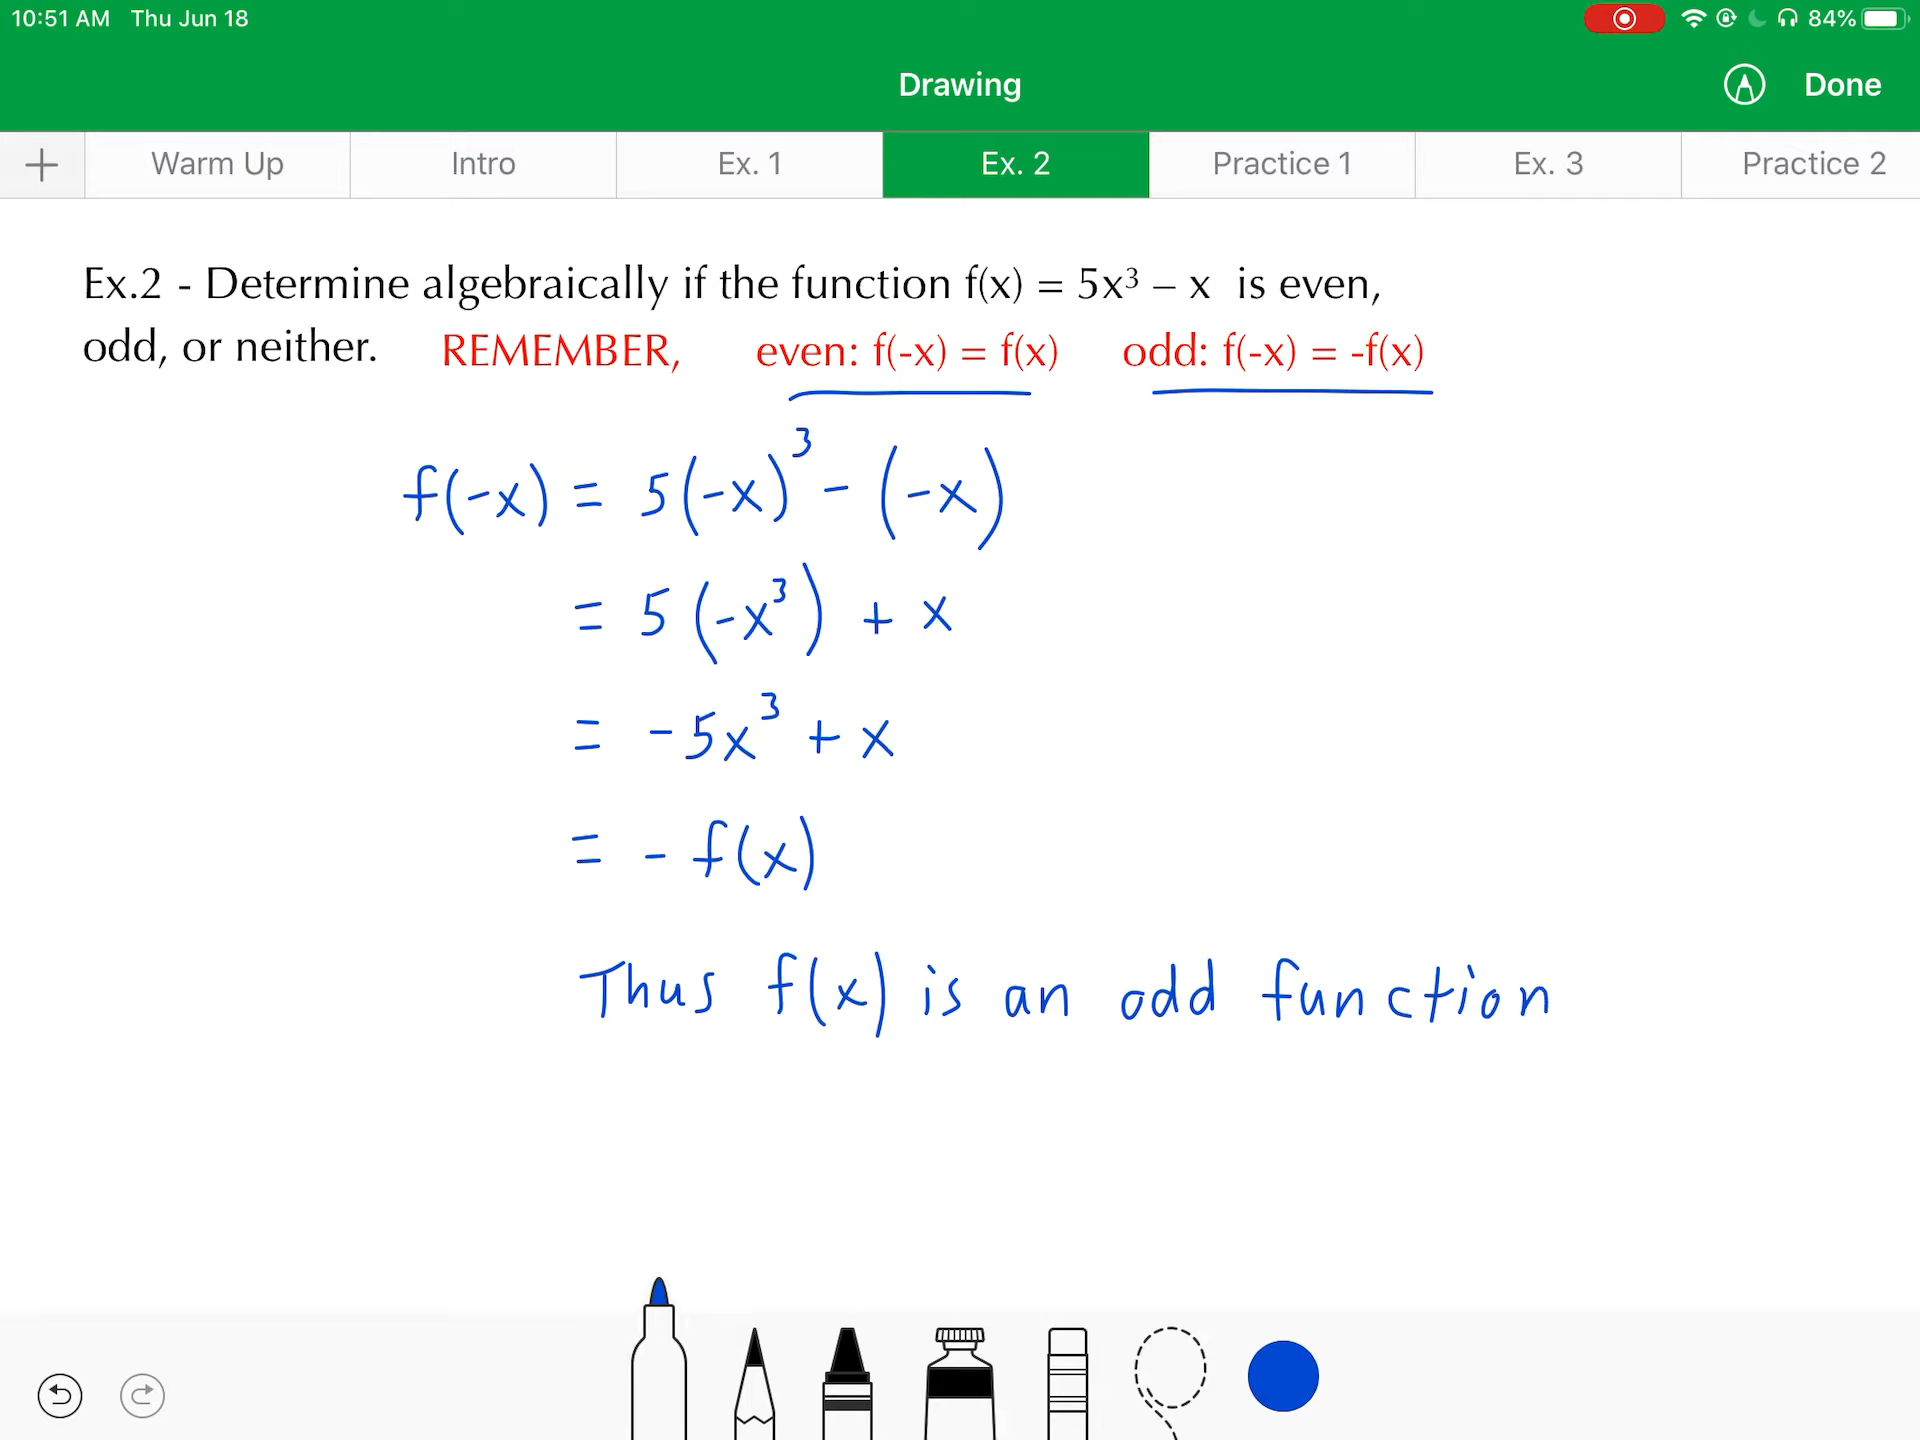 10:51 AM Thu Jun 18 84%
Drawing Done
Warm Up Intro Ex. 1 Ex. 2 Practice 1 Ex. 3 Practice 2
Ex.2 - Determine algebraically if the function f(x) = 5x³ – x is even,
odd, or neither. REMEMBER, even: f(-x) = f(x) odd: f(-x) = -f(x)
f(-x) = 5(-x)³ - (-x)
= 5(-x³) + x
= -5x³ + x
= - f(x)
Thus f(x) is an odd function